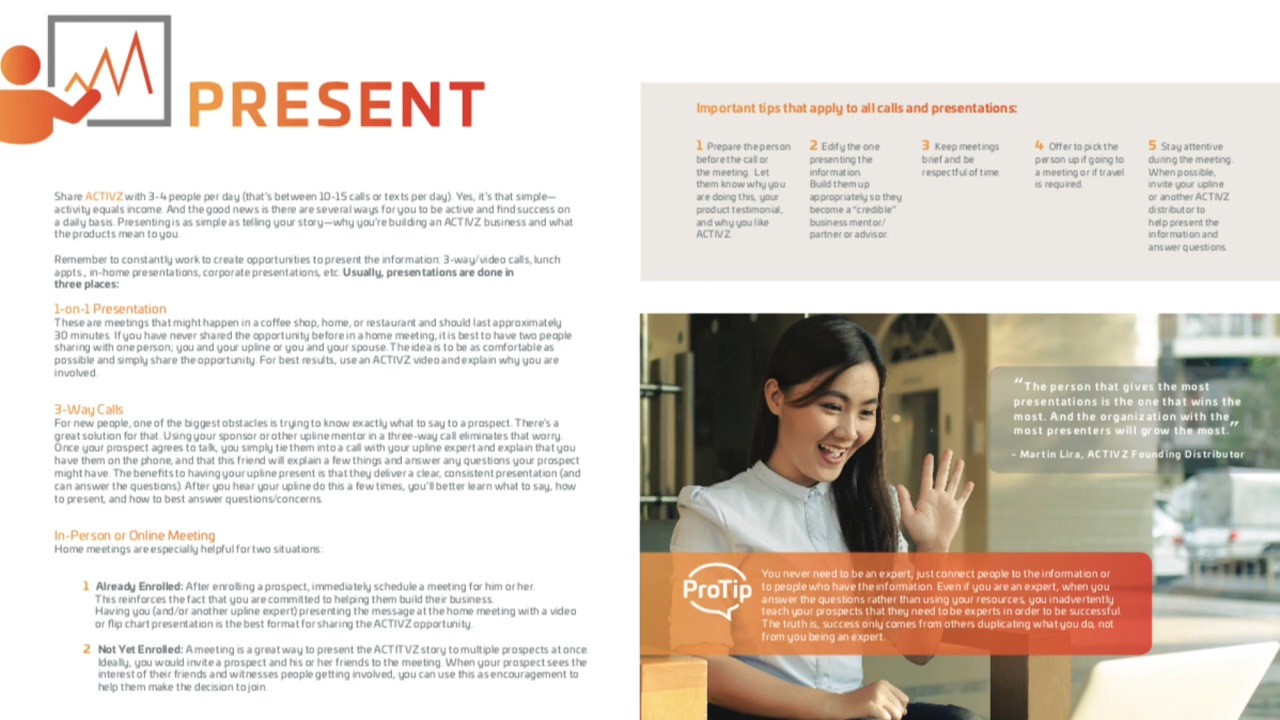 PRESENT
Share ACTIVZ with 3-4 people per day (that's between 10-15 calls or texts per day). Yes, it's that simple—
activity equals income. And the good news is there are several ways for you to be active and find success on
a daily basis. Presenting is as simple as telling your story—why you're building an ACTIVZ business and what
the products mean to you.
Remember to constantly work to create opportunities to present the information: 3-way/video calls, lunch
appts., in-home presentations, corporate presentations, etc. Usually, presentations are done in
three places:
1-on-1 Presentation
These are meetings that might happen in a coffee shop, home, or restaurant and should last approximately
30 minutes. If you have never shared the opportunity before in a home meeting, it is best to have two people
sharing with one person; you and your upline or you and your spouse. The idea is to be as comfortable as
possible and simply share the opportunity. For best results, use an ACTIVZ video and explain why you are
involved.
3-Way Calls
For new people, one of the biggest obstacles is trying to know exactly what to say to a prospect. There's a
great solution for that. Using your sponsor or other upline mentor in a three-way call eliminates that worry.
Once your prospect agrees to talk, you simply tie them into a call with your upline expert and explain that you
have them on the phone, and that this friend will explain a few things and answer any questions your prospect
might have. The benefits to having your upline present is that they deliver a clear, consistent presentation (and
can answer the questions). After you hear your upline do this a few times, you'll better learn what to say, how
to present, and how to best answer questions/concerns.
In-Person or Online Meeting
Home meetings are especially helpful for two situations:
1 Already Enrolled: After enrolling a prospect, immediately schedule a meeting for him or her.
This reinforces the fact that you are committed to helping them build their business.
Having you (and/or another upline expert) presenting the message at the home meeting with a video
or flip chart presentation is the best format for sharing the ACTIVZ opportunity.
2 Not Yet Enrolled: A meeting is a great way to present the ACTITVZ story to multiple prospects at once.
Ideally, you would invite a prospect and his or her friends to the meeting. When your prospect sees the
interest of their friends and witnesses people getting involved, you can use this as encouragement to
help them make the decision to join.
Important tips that apply to all calls and presentations:
1 Prepare the person
before the call or
the meeting. Let
them know why you
are doing this, your
product testimonial,
and why you like
ACTIVZ.
2 Edify the one
presenting the
information.
Build them up
appropriately so they
become a "credible"
business mentor/
partner or advisor.
3 Keep meetings
brief and be
respectful of time.
4 Offer to pick the
person up if going to
a meeting or if travel
is required.
5 Stay attentive
during the meeting.
When possible,
invite your upline
or another ACTIVZ
distributor to
help present the
information and
answer questions.
“The person that gives the most
presentations is the one that wins the
most. And the organization with the
most presenters will grow the most.”
- Martin Lira, ACTIVZ Founding Distributor
ProTip
You never need to be an expert, just connect people to the information or
to people who have the information. Even if you are an expert, when you
answer the questions rather than using your resources, you inadvertently
teach your prospects that they need to be experts in order to be successful.
The truth is, success only comes from others duplicating what you do, not
from you being an expert.